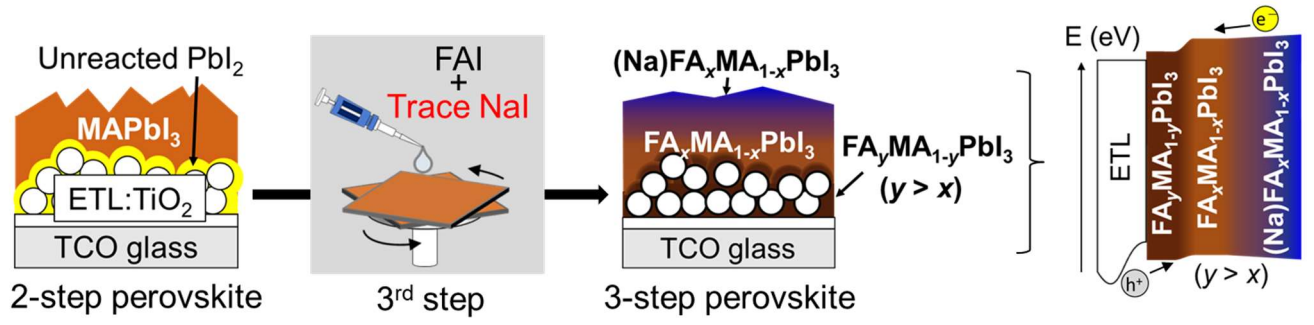 Unreacted PbI₂
MAPbI₃
ETL:TiO₂
TCO glass
2-step perovskite
FAI
+
Trace NaI
3ʳᵈ step
(Na)FAₓMA₁₋ₓPbI₃
FAₓMA₁₋ₓPbI₃
FAyMA₁₋yPbI₃
(y > x)
TCO glass
3-step perovskite
E (eV)
e⁻
ETL
FAyMA₁₋yPbI₃
FAₓMA₁₋ₓPbI₃
(Na)FAₓMA₁₋ₓPbI₃
h⁺
(y > x)